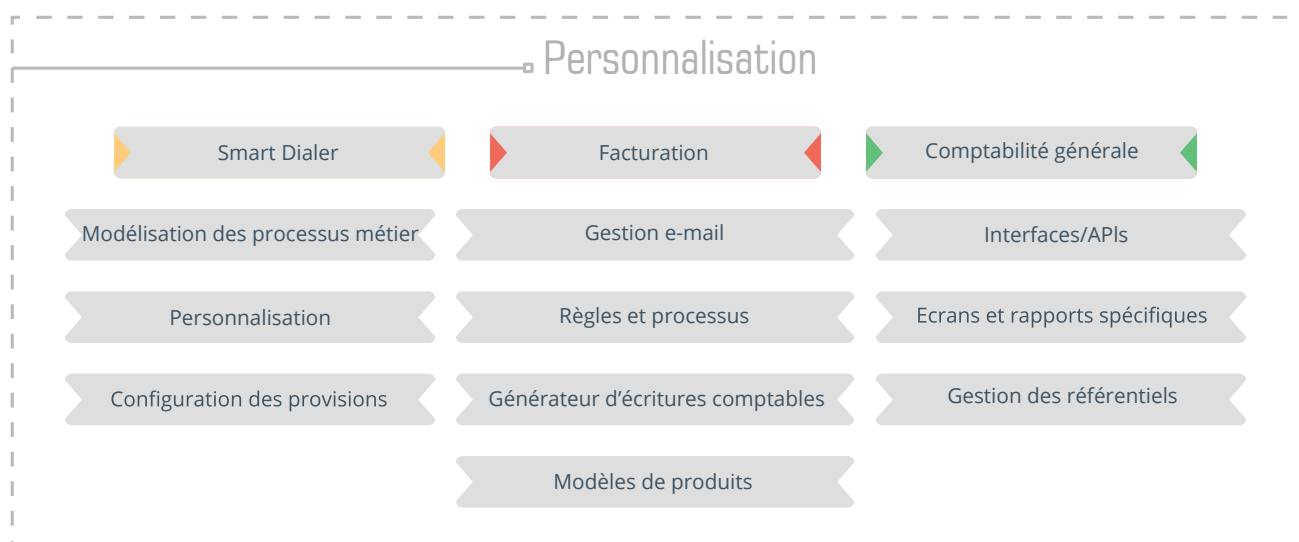 Personnalisation
Smart Dialer
Facturation
Comptabilité générale
Modélisation des processus métier
Gestion e-mail
Interfaces/APIs
Personnalisation
Règles et processus
Ecrans et rapports spécifiques
Configuration des provisions
Générateur d’écritures comptables
Gestion des référentiels
Modèles de produits